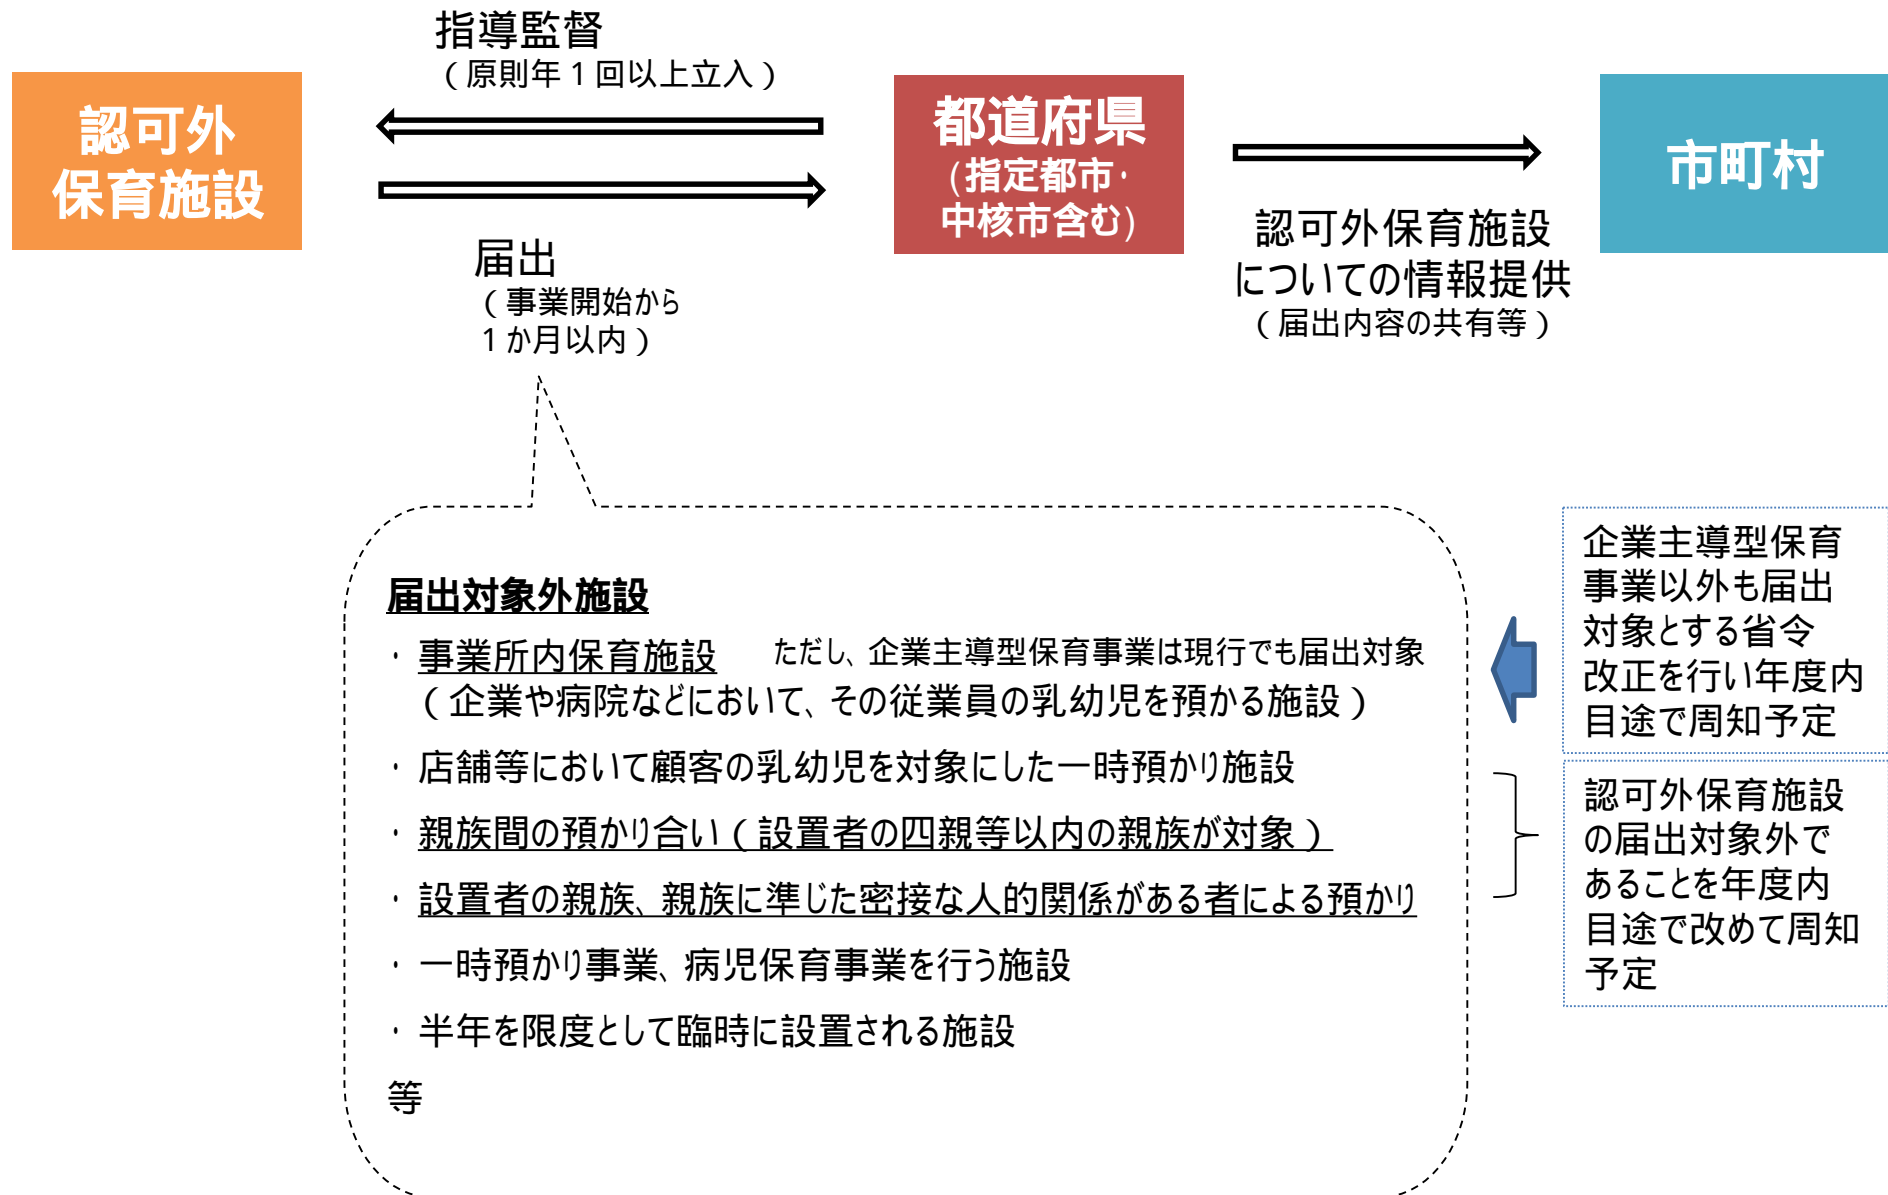 指導監督
（原則年１回以上立入）
認可外
保育施設
都道府県
(指定都市・
中核市含む)
市町村
届出
（事業開始から
１か月以内）
認可外保育施設
についての情報提供
（届出内容の共有等）
届出対象外施設
・事業所内保育施設　ただし、企業主導型保育事業は現行でも届出対象
（企業や病院などにおいて、その従業員の乳幼児を預かる施設）
・店舗等において顧客の乳幼児を対象にした一時預かり施設
・親族間の預かり合い（設置者の四親等以内の親族が対象）
・設置者の親族、親族に準じた密接な人的関係がある者による預かり
・一時預かり事業、病児保育事業を行う施設
・半年を限度として臨時に設置される施設
等
企業主導型保育
事業以外も届出
対象とする省令
改正を行い年度内
目途で周知予定
認可外保育施設
の届出対象外で
あることを年度内
目途で改めて周知
予定